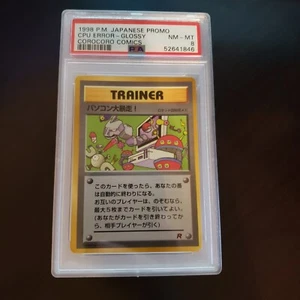 1998 P.M. JAPANESE PROMO
CPU ERROR - GLOSSY
NM - MT
COROCORO COMICS
8
PSA
52641846
TRAINER
パソコン大暴走!
このカードを使ったら、あなたの番
は自動的に終わりになる。
お互いのプレイヤーは、のぞむなら、
最大5枚までカードを引いてよい。
(あなたがカードを引き終わってか
ら、相手プレイヤーが引く)
R